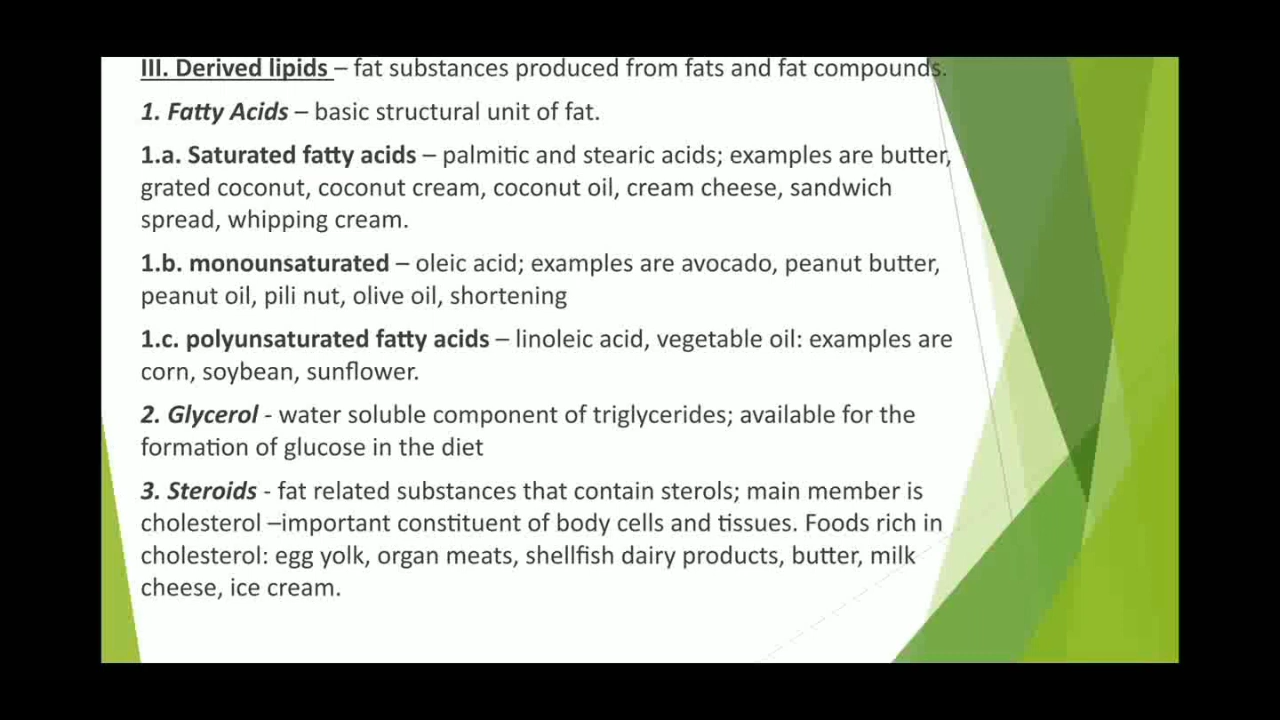 III. Derived lipids – fat substances produced from fats and fat compounds.
1. Fatty Acids – basic structural unit of fat.
1.a. Saturated fatty acids – palmitic and stearic acids; examples are butter,
grated coconut, coconut cream, coconut oil, cream cheese, sandwich
spread, whipping cream.
1.b. monounsaturated – oleic acid; examples are avocado, peanut butter,
peanut oil, pili nut, olive oil, shortening
1.c. polyunsaturated fatty acids – linoleic acid, vegetable oil: examples are
corn, soybean, sunflower.
2. Glycerol - water soluble component of triglycerides; available for the
formation of glucose in the diet
3. Steroids - fat related substances that contain sterols; main member is
cholesterol –important constituent of body cells and tissues. Foods rich in
cholesterol: egg yolk, organ meats, shellfish dairy products, butter, milk
cheese, ice cream.